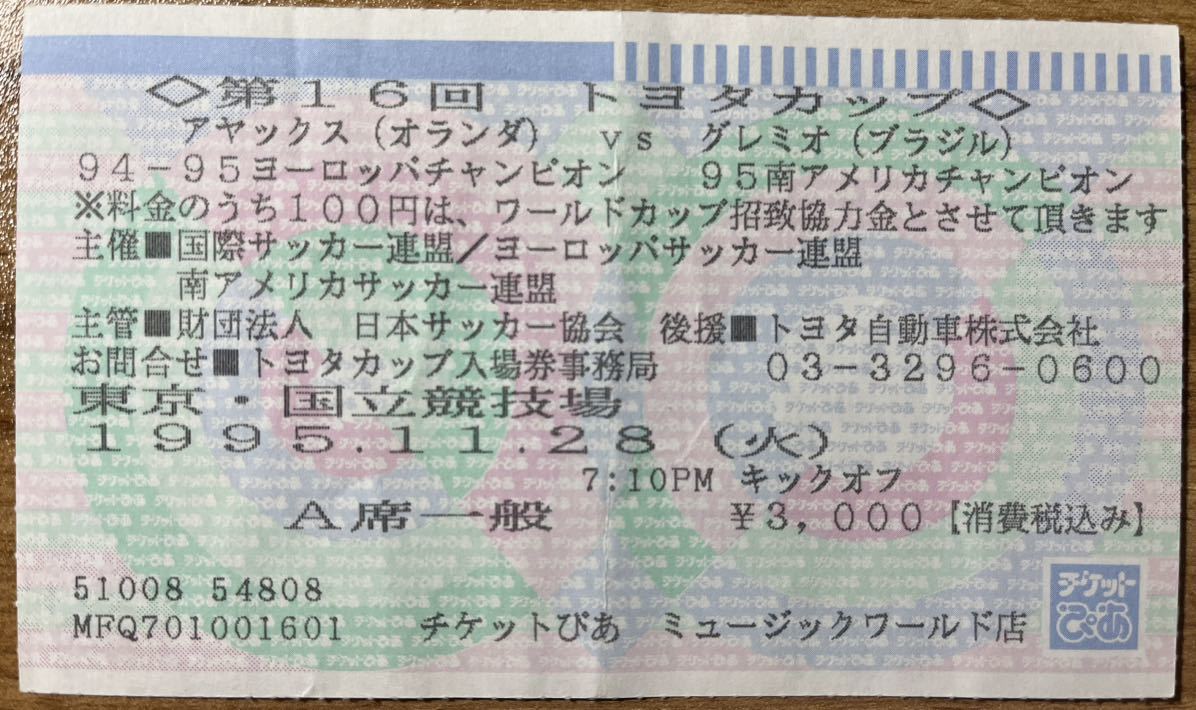 ◇第16回 トヨタカップ◇
アヤックス(オランダ) vs グレミオ(ブラジル)
94-95ヨーロッパチャンピオン 95南アメリカチャンピオン
※料金のうち100円は、ワールドカップ招致協力金とさせて頂きます
主催■国際サッカー連盟/ヨーロッパサッカー連盟
南アメリカサッカー連盟
主管■財団法人 日本サッカー協会 後援■トヨタ自動車株式会社
お問合せ■トヨタカップ入場券事務局 03-3296-0600
東京・国立競技場
1995.11.28 (火)
7:10PM キックオフ
A席一般 ¥3,000【消費税込み】
51008 54808
MFQ701001601 チケットぴあ ミュージックワールド店
チケット
ぴあ